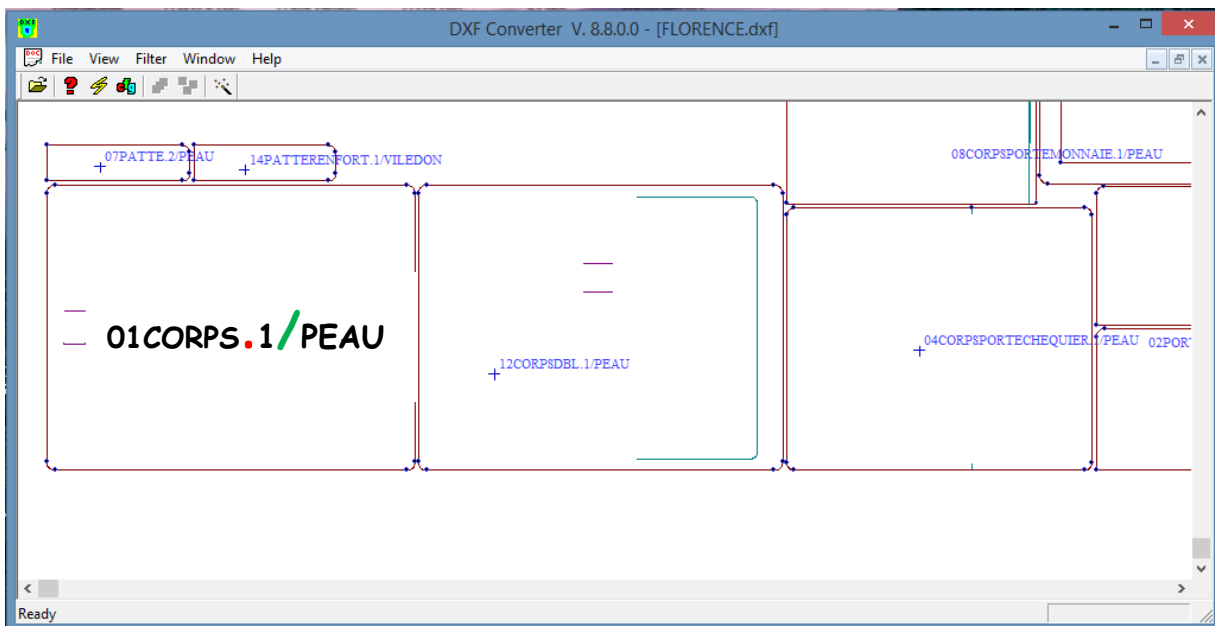 DXF Converter V. 8.8.0.0 - [FLORENCE.dxf]
File View Filter Window Help
07PATTE.2/PEAU
14PATTERENFORT.1/VILEDON
08CORPSPORTEMONNAIE.1/PEAU
01CORPS.1/PEAU
12CORPSDBL.1/PEAU
04CORPSPORTECHEQUIER.1/PEAU
02POR
Ready